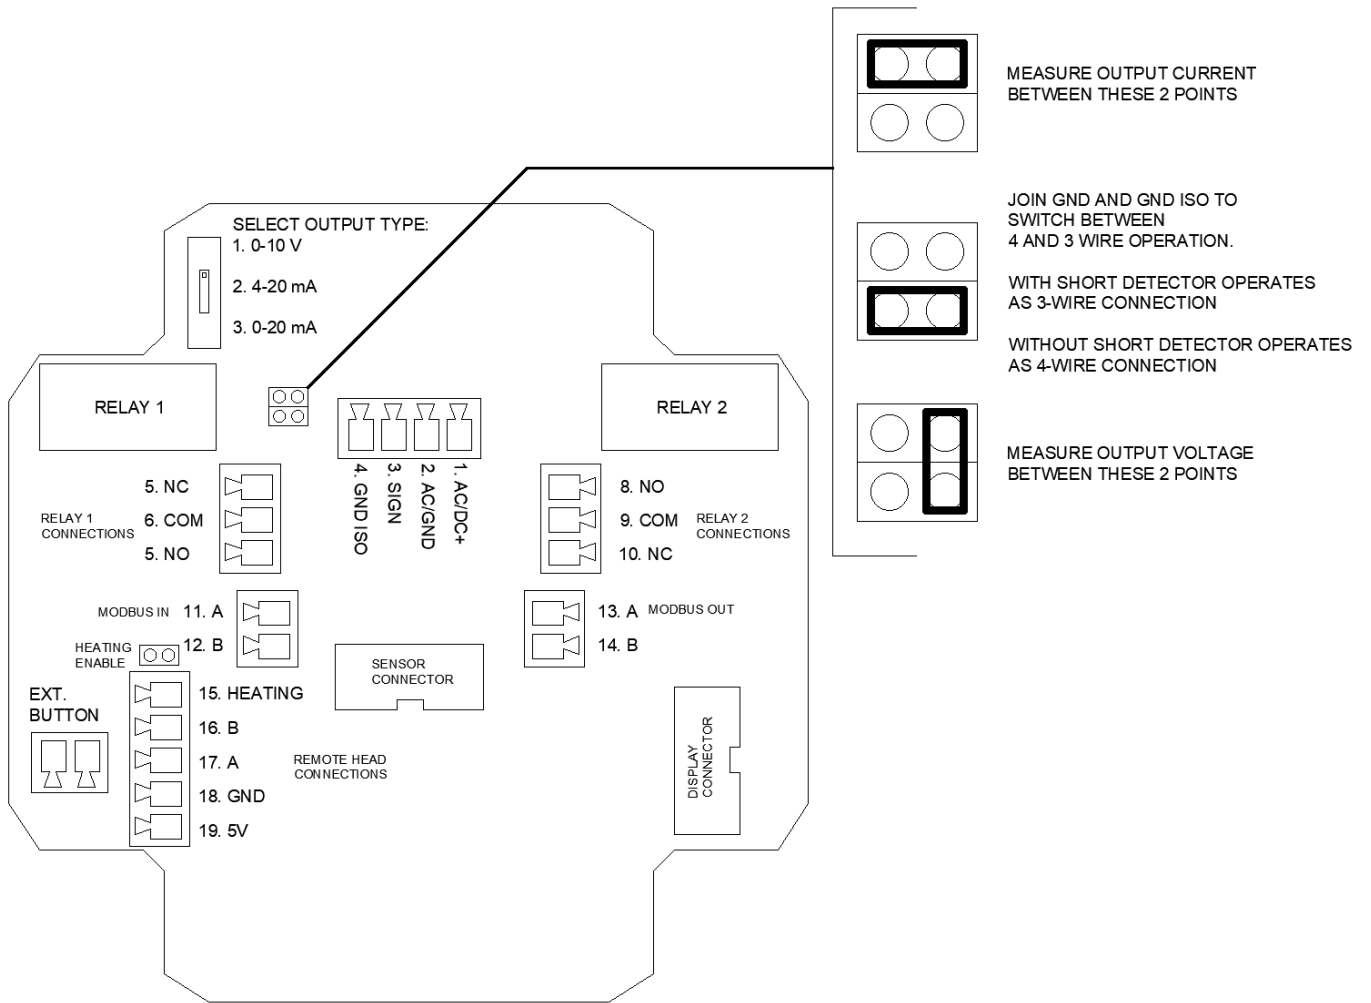 MEASURE OUTPUT CURRENT
BETWEEN THESE 2 POINTS
JOIN GND AND GND ISO TO
SWITCH BETWEEN
4 AND 3 WIRE OPERATION.
WITH SHORT DETECTOR OPERATES
AS 3-WIRE CONNECTION
WITHOUT SHORT DETECTOR OPERATES
AS 4-WIRE CONNECTION
MEASURE OUTPUT VOLTAGE
BETWEEN THESE 2 POINTS
SELECT OUTPUT TYPE:
1. 0-10 V
2. 4-20 mA
3. 0-20 mA
RELAY 1
RELAY 2
4. GND ISO
3. SIGN
2. AC/GND
1. AC/DC+
5. NC
6. COM
5. NO
RELAY 1
CONNECTIONS
8. NO
9. COM
10. NC
RELAY 2
CONNECTIONS
MODBUS IN
11. A
12. B
13. A
14. B
MODBUS OUT
HEATING
ENABLE
SENSOR
CONNECTOR
EXT.
BUTTON
15. HEATING
16. B
17. A
18. GND
19. 5V
REMOTE HEAD
CONNECTIONS
DISPLAY
CONNECTOR